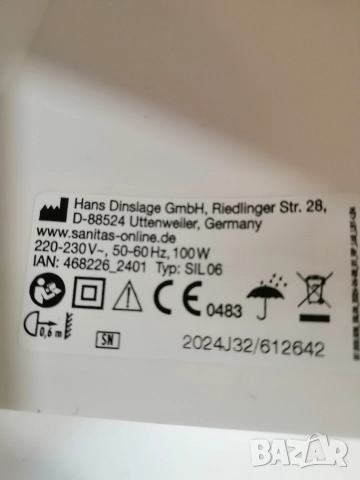 Hans Dinslage GmbH, Riedlinger Str. 28,
D-88524 Uttenweiler, Germany
www.sanitas-online.de
220-230V~, 50-60Hz, 100W
IAN: 468226_2401 Typ: SIL06
CE 0483
0,6 m
SN 2024J32/612642
BAZAR